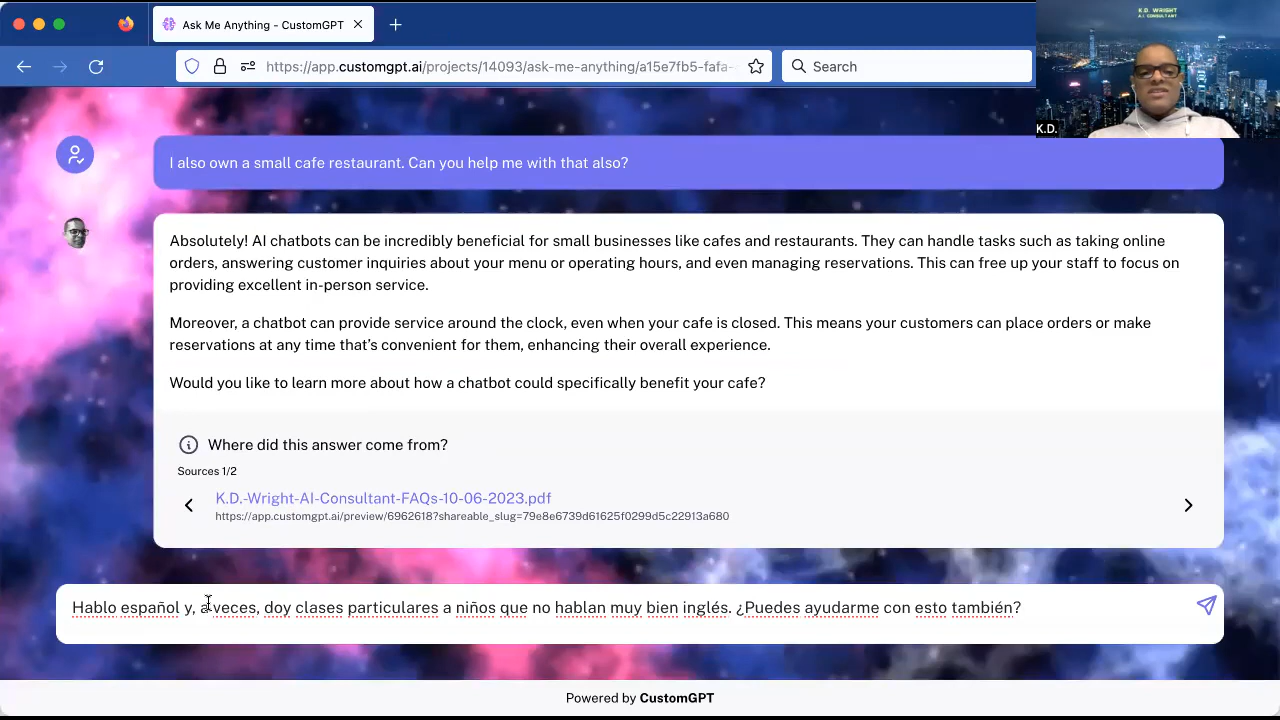 Ask Me Anything – CustomGPT
https://app.customgpt.ai/projects/14093/ask-me-anything/a15e7fb5-fafa-
Search
K.D. WRIGHT
A.I. CONSULTANT
K.D.
I also own a small cafe restaurant. Can you help me with that also?
Absolutely! AI chatbots can be incredibly beneficial for small businesses like cafes and restaurants. They can handle tasks such as taking online
orders, answering customer inquiries about your menu or operating hours, and even managing reservations. This can free up your staff to focus on
providing excellent in-person service.
Moreover, a chatbot can provide service around the clock, even when your cafe is closed. This means your customers can place orders or make
reservations at any time that's convenient for them, enhancing their overall experience.
Would you like to learn more about how a chatbot could specifically benefit your cafe?
Where did this answer come from?
Sources 1/2
K.D.-Wright-AI-Consultant-FAQs-10-06-2023.pdf
https://app.customgpt.ai/preview/6962618?shareable_slug=79e8e6739d61625f0299d5c22913a680
Hablo español y, a veces, doy clases particulares a niños que no hablan muy bien inglés. ¿Puedes ayudarme con esto también?
Powered by CustomGPT